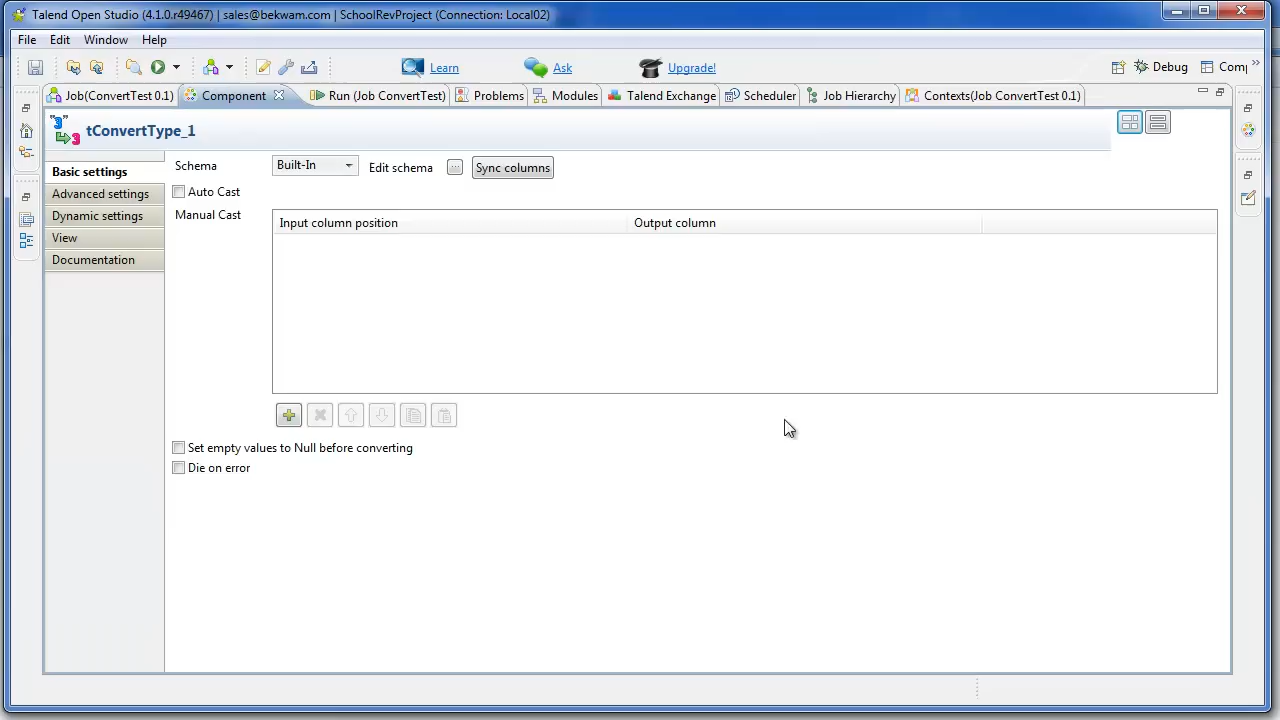 Talend Open Studio (4.1.0.r49467) | sales@bekwam.com | SchoolRevProject (Connection: Local02)
File Edit Window Help
Learn Ask Upgrade! Debug Com
Job(ConvertTest 0.1) Component Run (Job ConvertTest) Problems Modules Talend Exchange Scheduler Job Hierarchy Contexts(Job ConvertTest 0.1)
"3" 3 tConvertType_1
Basic settings
Advanced settings
Dynamic settings
View
Documentation
Schema Built-In Edit schema ... Sync columns
Auto Cast
Manual Cast
Input column position Output column
Set empty values to Null before converting
Die on error